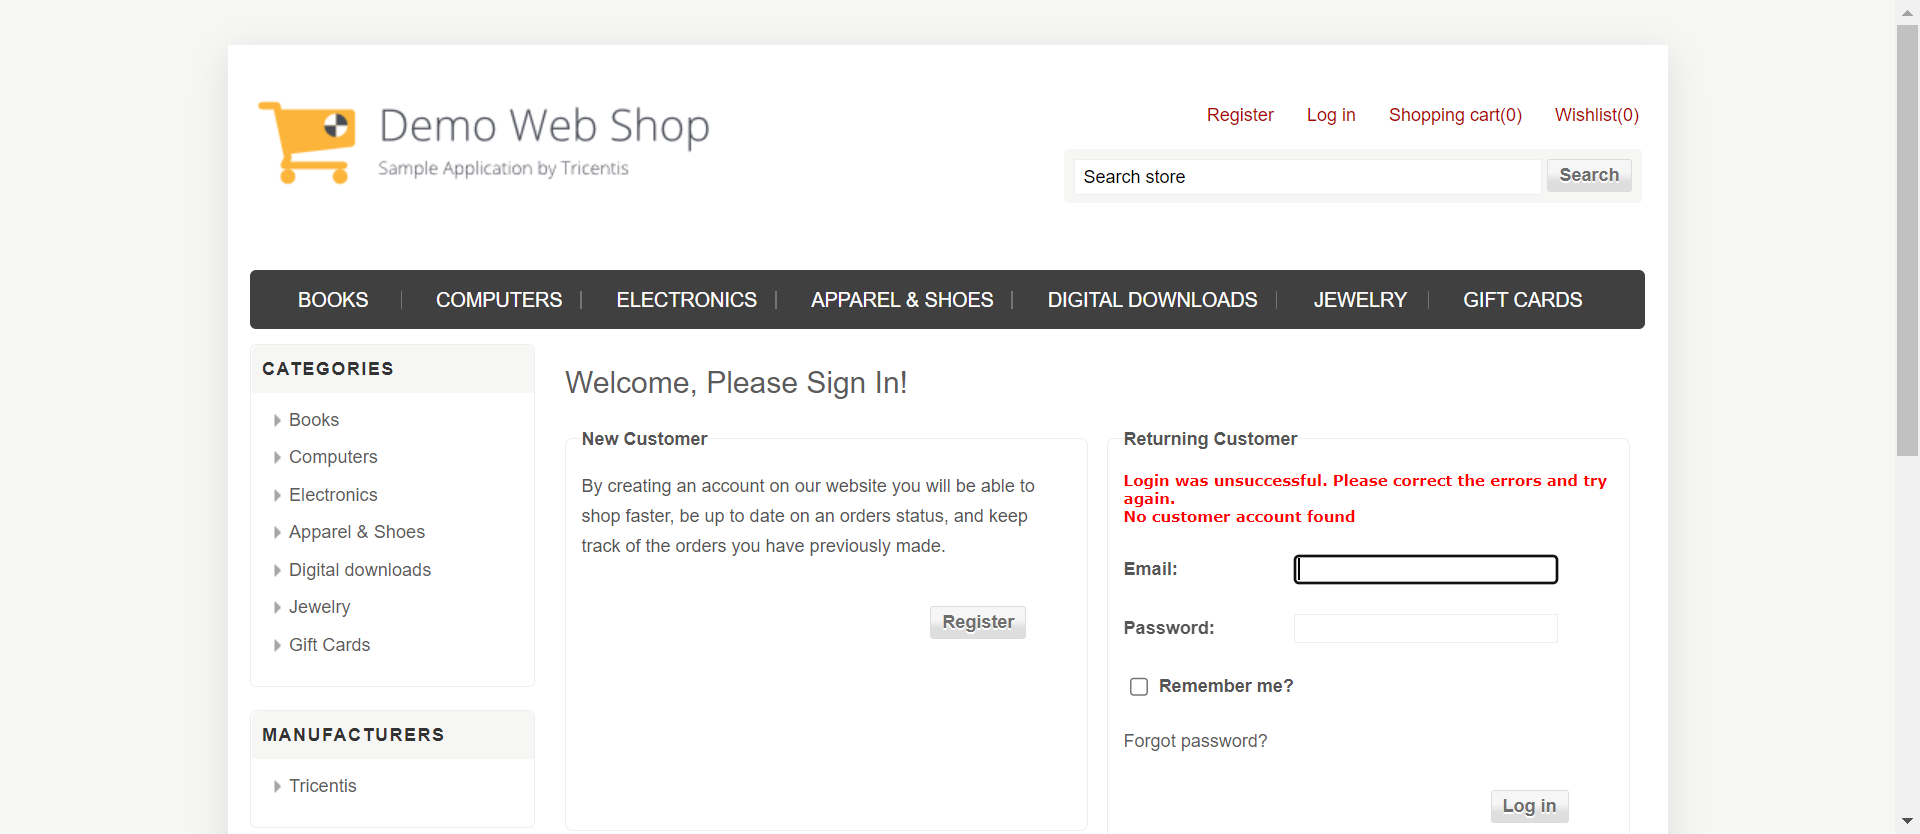 Demo Web Shop
Sample Application by Tricentis
Register Log in Shopping cart(0) Wishlist(0)
Search store Search
BOOKS COMPUTERS ELECTRONICS APPAREL & SHOES DIGITAL DOWNLOADS JEWELRY GIFT CARDS
CATEGORIES
Books
Computers
Electronics
Apparel & Shoes
Digital downloads
Jewelry
Gift Cards
MANUFACTURERS
Tricentis
Welcome, Please Sign In!
New Customer
By creating an account on our website you will be able to
shop faster, be up to date on an orders status, and keep
track of the orders you have previously made.
Register
Returning Customer
Login was unsuccessful. Please correct the errors and try
again.
No customer account found
Email:
Password:
Remember me?
Forgot password?
Log in